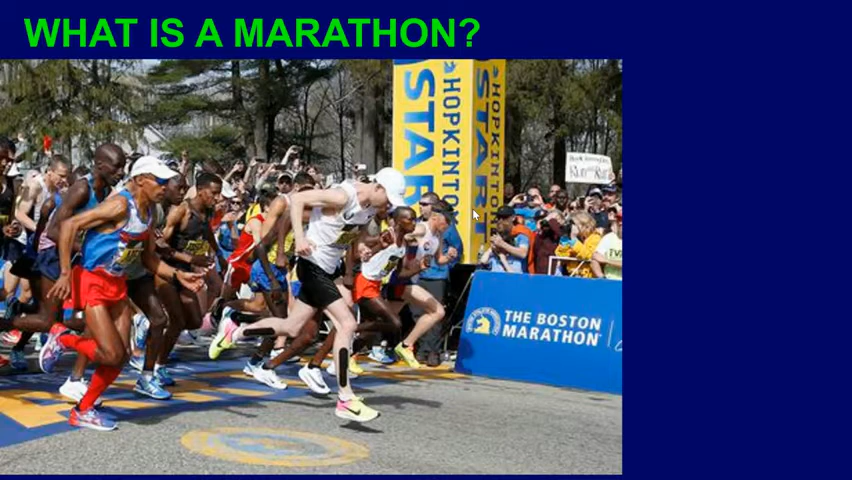 WHAT IS A MARATHON?
HOPKINTON
START
HOPKINTON
START
THE BOSTON
MARATHON